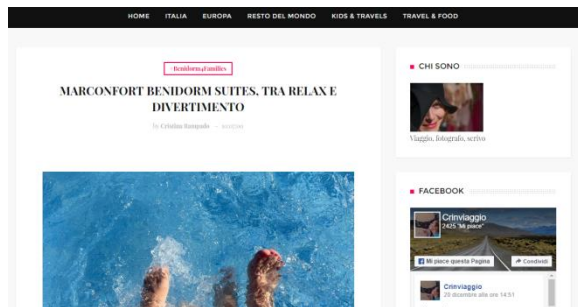 HOME ITALIA EUROPA RESTO DEL MONDO KIDS & TRAVELS TRAVEL & FOOD
#Benidorm4Families
MARCONFORT BENIDORM SUITES, TRA RELAX E
DIVERTIMENTO
by Cristina Rampado
CHI SONO
Viaggio, fotografo, scrivo
FACEBOOK
Crinviaggio
2425 "Mi piace"
Mi piace questa Pagina
Condividi
Crinviaggio
20 dicembre alle ore 14:51